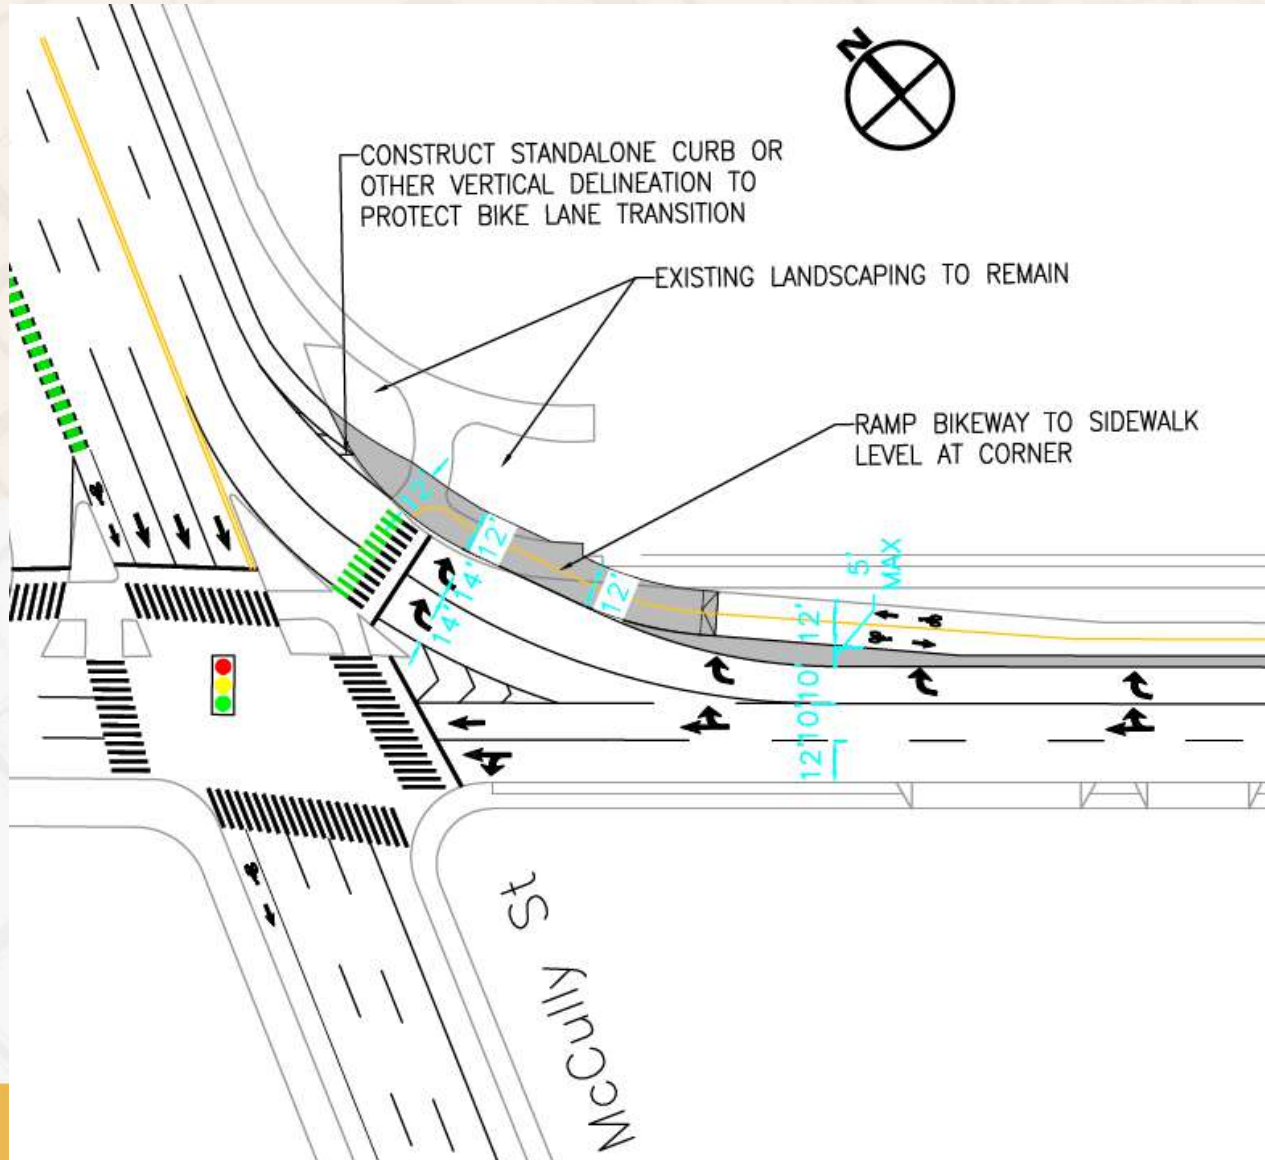 N
CONSTRUCT STANDALONE CURB OR
OTHER VERTICAL DELINEATION TO
PROTECT BIKE LANE TRANSITION
EXISTING LANDSCAPING TO REMAIN
RAMP BIKEWAY TO SIDEWALK
LEVEL AT CORNER
12'
12'
12'
14'
14'
5'
MAX
12'
10'
10'
12'
McCully St